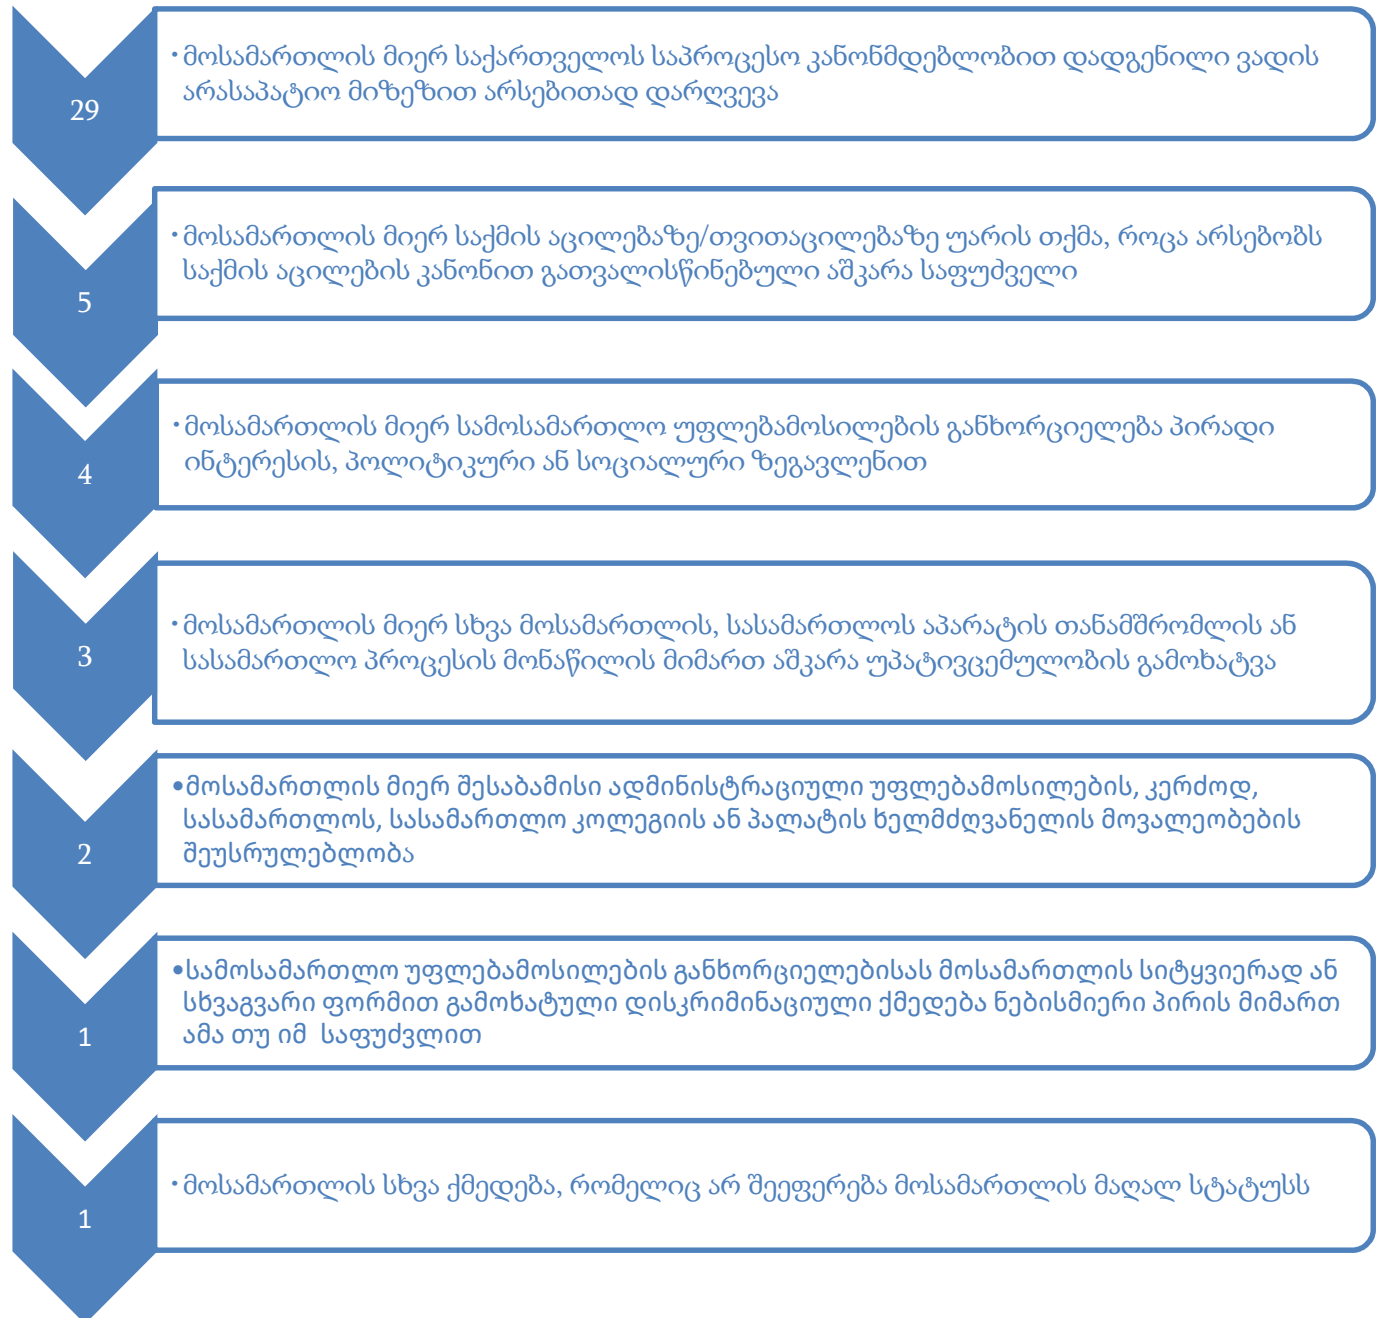 29
· მოსამართლის მიერ საქართველოს საპროცესო კანონმდებლობით დადგენილი ვადის
არასაპატიო მიზეზით არსებითად დარღვევა
5
· მოსამართლის მიერ საქმის აცილებაზე/თვითაცილებაზე უარის თქმა, როცა არსებობს
საქმის აცილების კანონით გათვალისწინებული აშკარა საფუძველი
4
· მოსამართლის მიერ სამოსამართლო უფლებამოსილების განხორციელება პირადი
ინტერესის, პოლიტიკური ან სოციალური ზეგავლენით
3
· მოსამართლის მიერ სხვა მოსამართლის, სასამართლოს აპარატის თანამშრომლის ან
სასამართლო პროცესის მონაწილის მიმართ აშკარა უპატივცემულობის გამოხატვა
2
•მოსამართლის მიერ შესაბამისი ადმინისტრაციული უფლებამოსილების, კერძოდ,
სასამართლოს, სასამართლო კოლეგიის ან პალატის ხელმძღვანელის მოვალეობების
შეუსრულებლობა
1
•სამოსამართლო უფლებამოსილების განხორციელებისას მოსამართლის სიტყვიერად ან
სხვაგვარი ფორმით გამოხატული დისკრიმინაციული ქმედება ნებისმიერი პირის მიმართ
ამა თუ იმ საფუძვლით
1
· მოსამართლის სხვა ქმედება, რომელიც არ შეეფერება მოსამართლის მაღალ სტატუსს